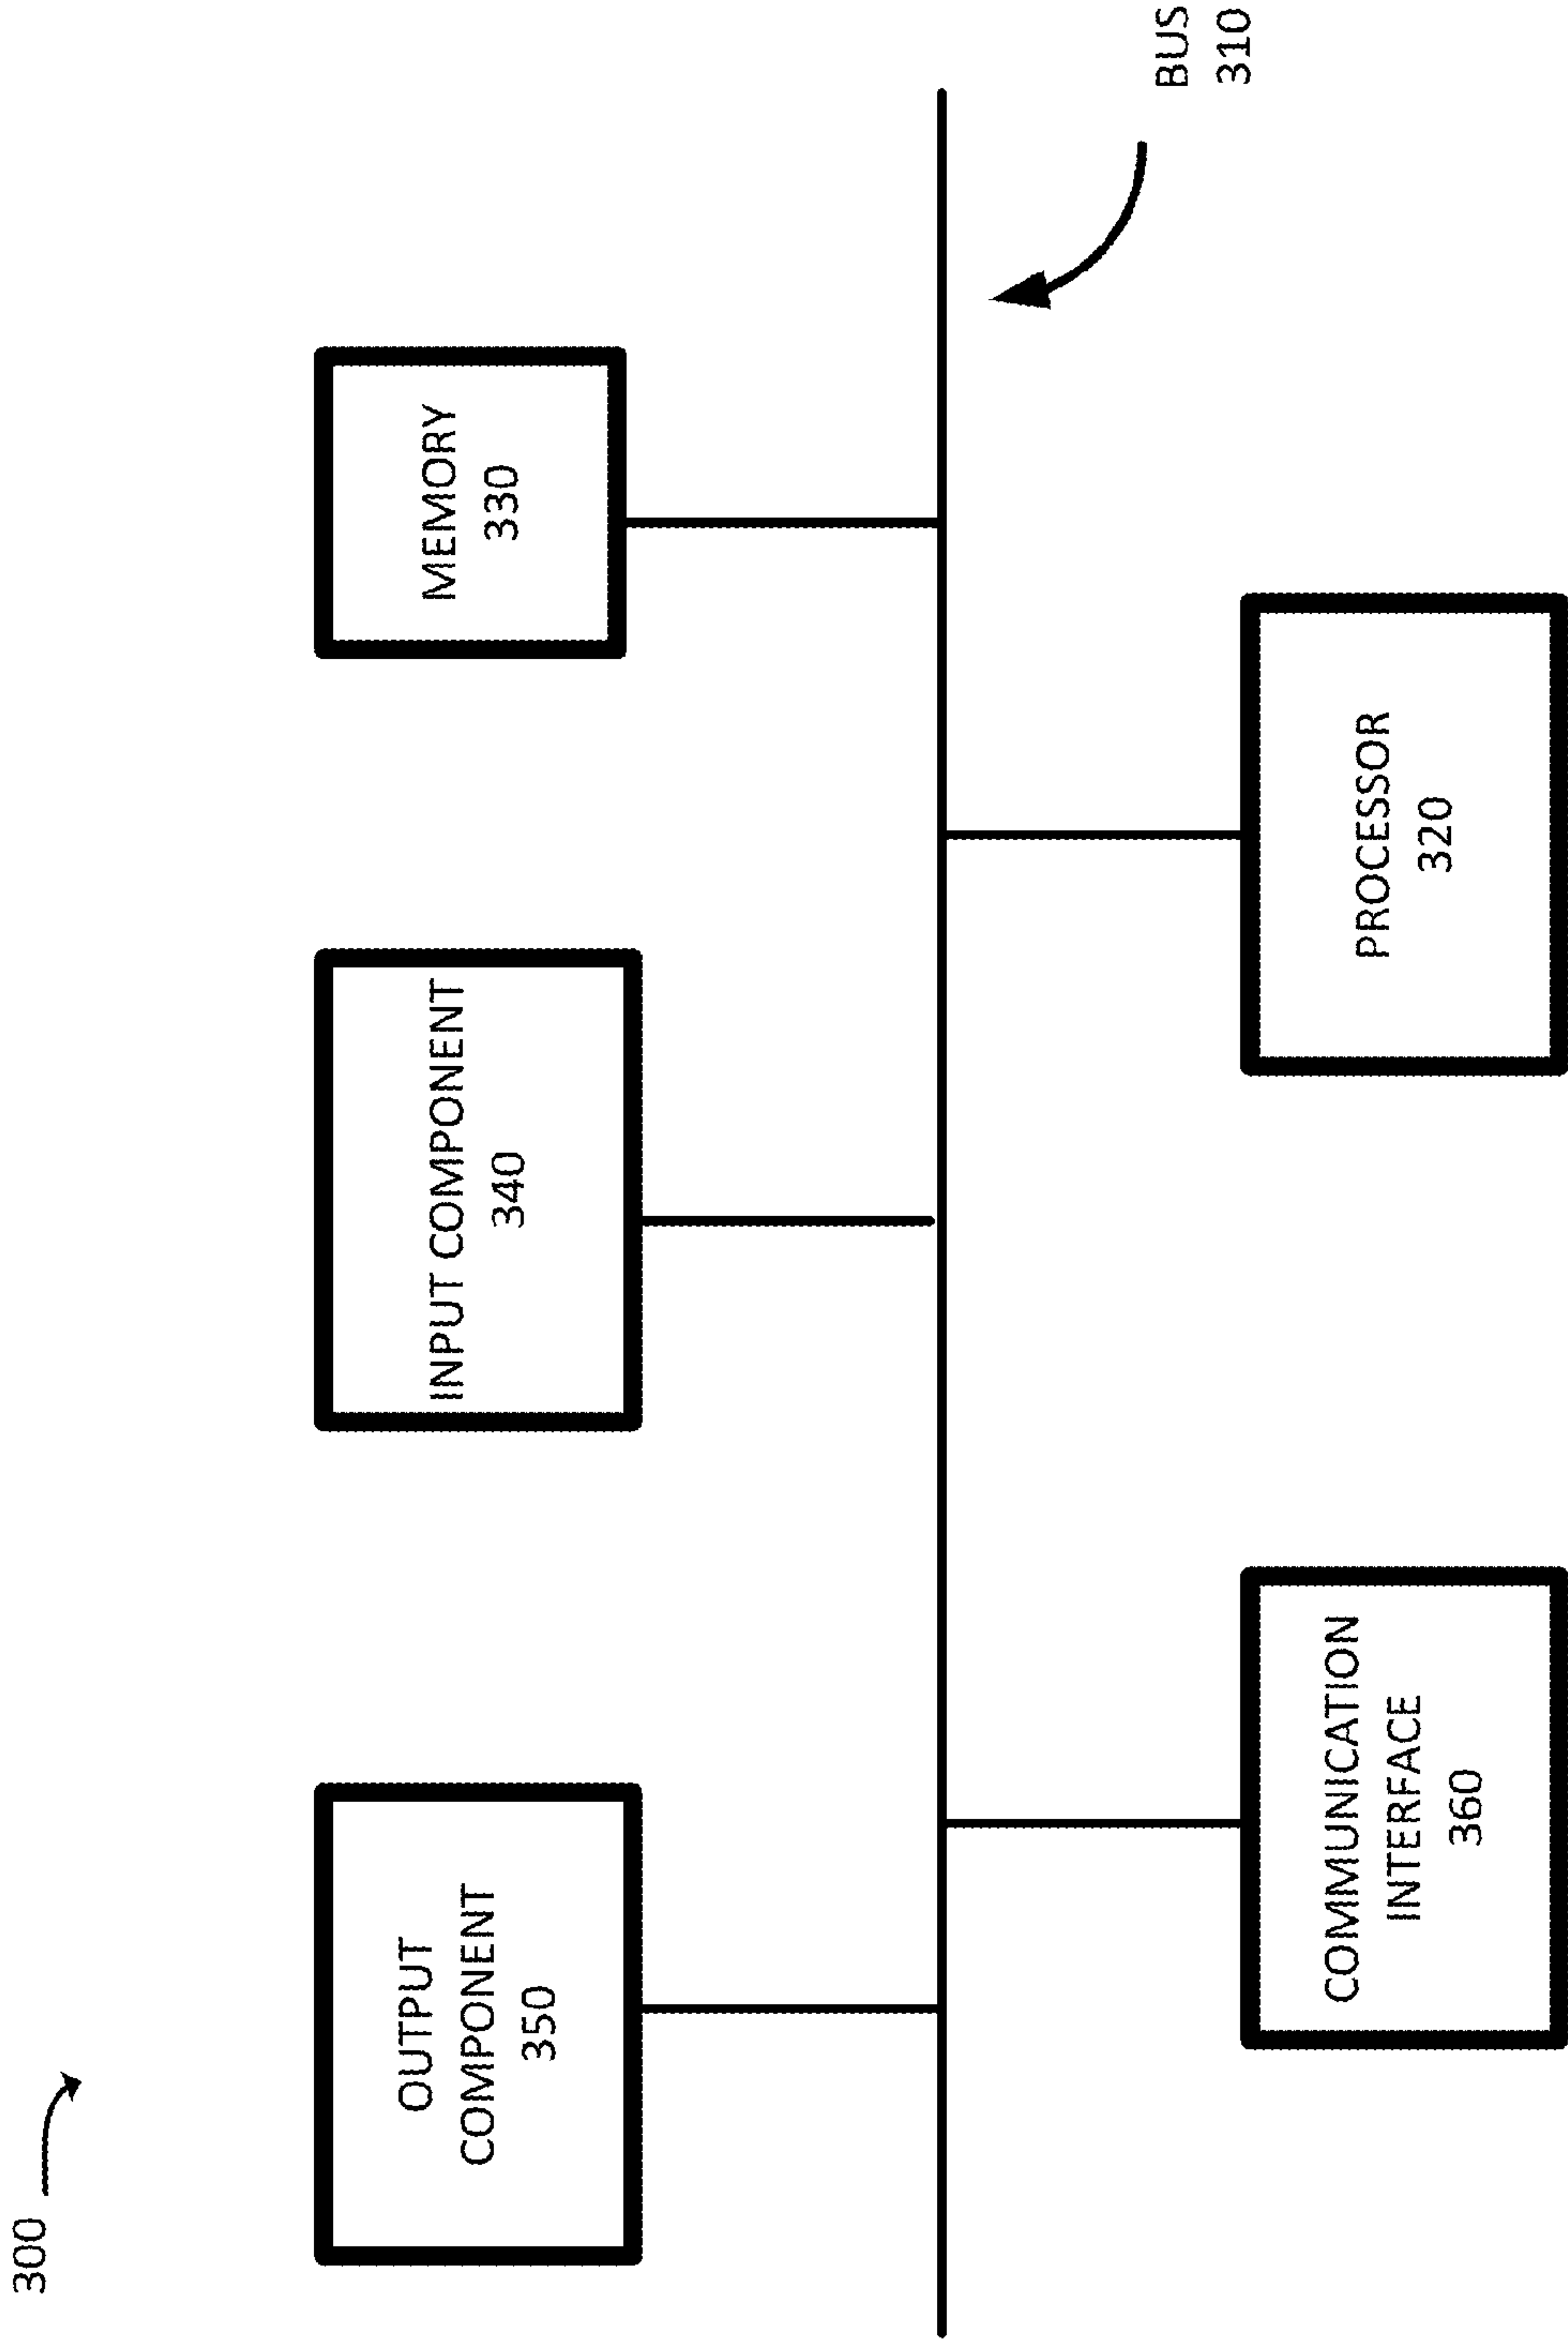 300
OUTPUT
COMPONENT
350
INPUT COMPONENT
340
MEMORY
330
COMMUNICATION
INTERFACE
360
PROCESSOR
320
BUS
310